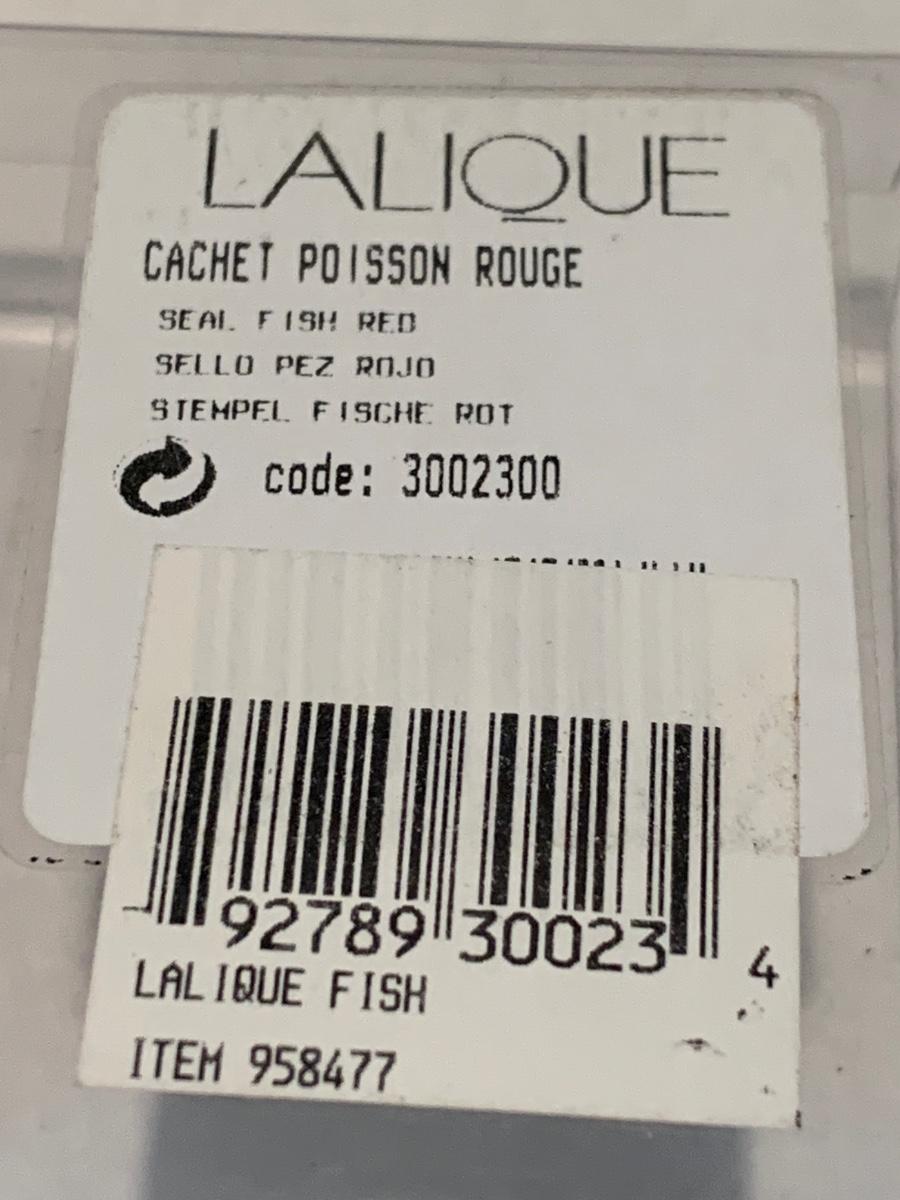 LALIQUE
CACHET POISSON ROUGE
SEAL FISH RED
SELLO PEZ ROJO
STEMPEL FISCHE ROT
code: 3002300
92789 30023 4
LALIQUE FISH
ITEM 958477